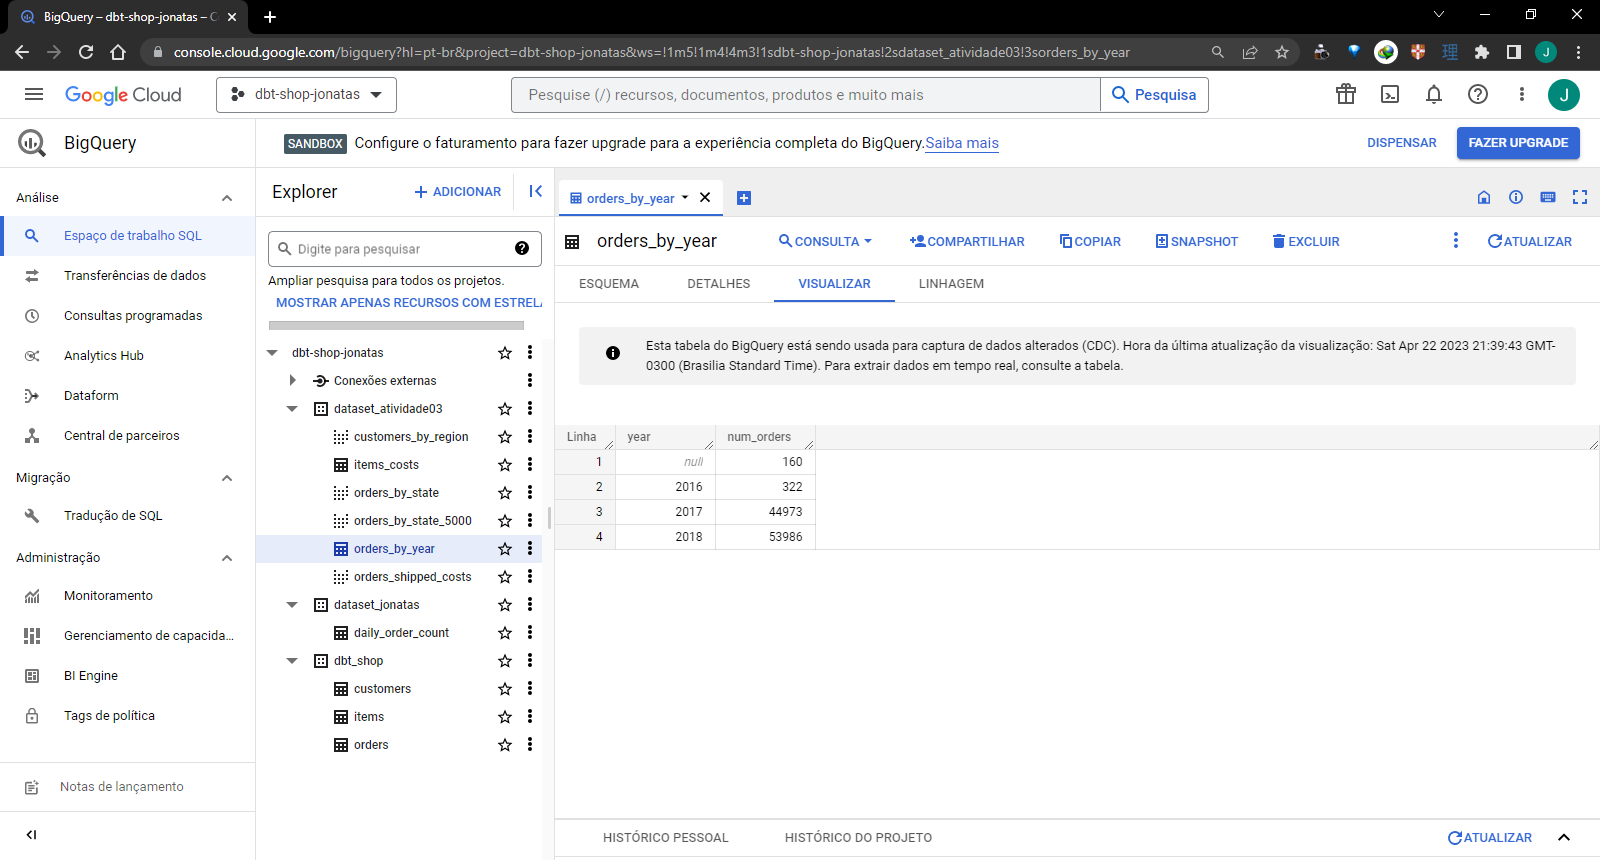 BigQuery – dbt-shop-jonatas – C
console.cloud.google.com/bigquery?hl=pt-br&project=dbt-shop-jonatas&ws=!1m5!1m4!4m3!1sdbt-shop-jonatas!2sdataset_atividade03!3sorders_by_year
J
Google Cloud
dbt-shop-jonatas
Pesquise (/) recursos, documentos, produtos e muito mais
Pesquisa
J
BigQuery
SANDBOX Configure o faturamento para fazer upgrade para a experiência completa do BigQuery. Saiba mais
DISPENSAR
FAZER UPGRADE
Análise
Espaço de trabalho SQL
Transferências de dados
Consultas programadas
Analytics Hub
Dataform
Central de parceiros
Migração
Tradução de SQL
Administração
Monitoramento
Gerenciamento de capacida...
BI Engine
Tags de política
Notas de lançamento
Explorer
ADICIONAR
Digite para pesquisar
Ampliar pesquisa para todos os projetos.
MOSTRAR APENAS RECURSOS COM ESTRELA
dbt-shop-jonatas
Conexões externas
dataset_atividade03
customers_by_region
items_costs
orders_by_state
orders_by_state_5000
orders_by_year
orders_shipped_costs
dataset_jonatas
daily_order_count
dbt_shop
customers
items
orders
orders_by_year
orders_by_year
CONSULTA
COMPARTILHAR
COPIAR
SNAPSHOT
EXCLUIR
ATUALIZAR
ESQUEMA
DETALHES
VISUALIZAR
LINHAGEM
Esta tabela do BigQuery está sendo usada para captura de dados alterados (CDC). Hora da última atualização da visualização: Sat Apr 22 2023 21:39:43 GMT-
0300 (Brasilia Standard Time). Para extrair dados em tempo real, consulte a tabela.
Linha year num_orders
1 null 160
2 2016 322
3 2017 44973
4 2018 53986
HISTÓRICO PESSOAL
HISTÓRICO DO PROJETO
ATUALIZAR